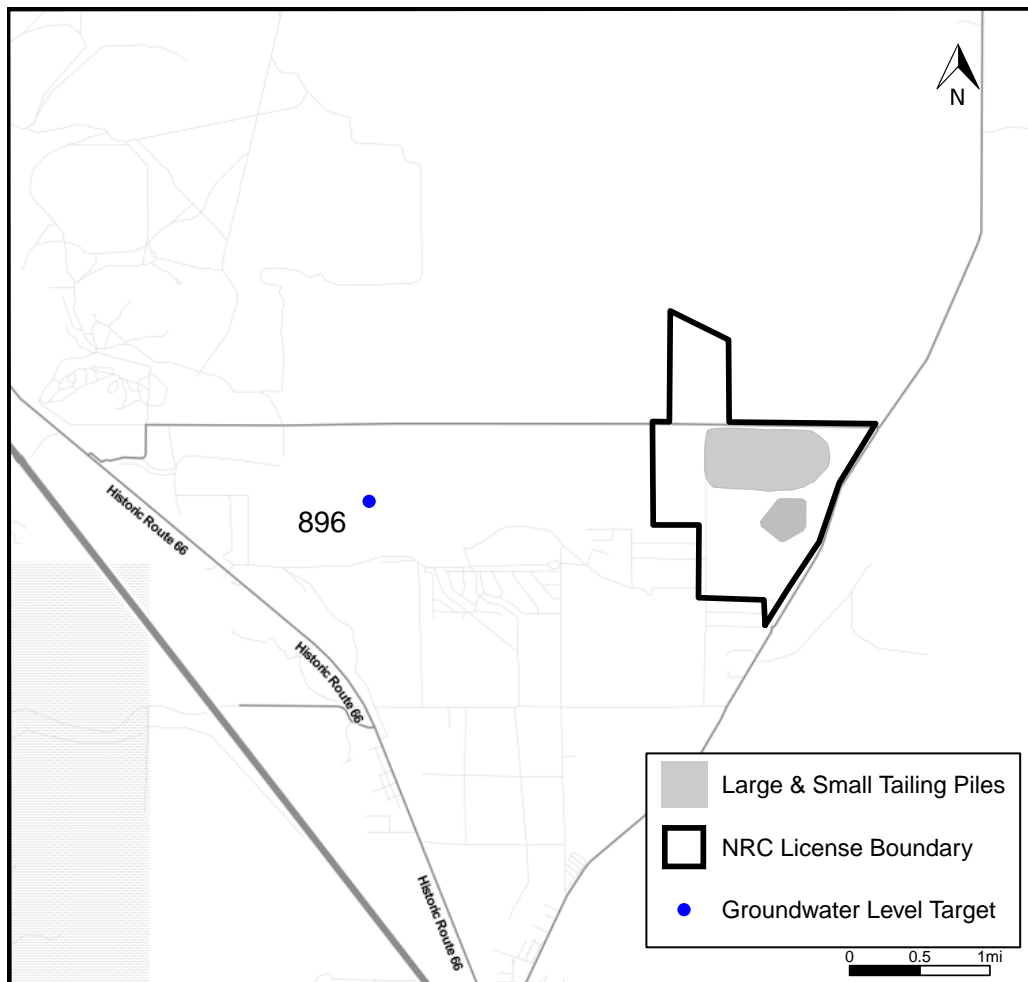 N
Historic Route 66
896
Historic Route 66
Historic Route 66
Large & Small Tailing Piles
NRC License Boundary
Groundwater Level Target
0 0.5 1mi